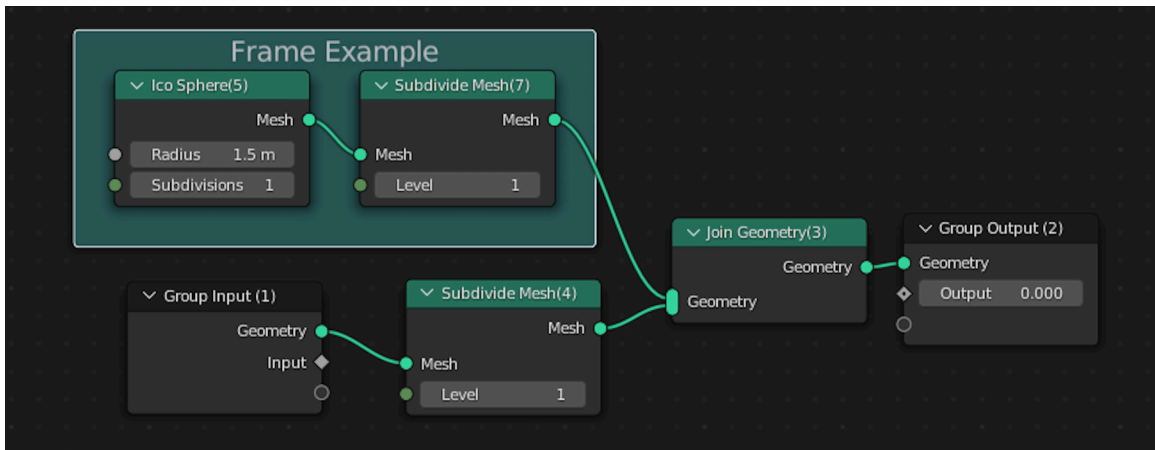 Frame Example
Ico Sphere(5)
Mesh
Radius 1.5 m
Subdivisions 1
Subdivide Mesh(7)
Mesh
Mesh
Level 1
Group Input (1)
Geometry
Input
Subdivide Mesh(4)
Mesh
Mesh
Level 1
Join Geometry(3)
Geometry
Geometry
Group Output (2)
Geometry
Output 0.000